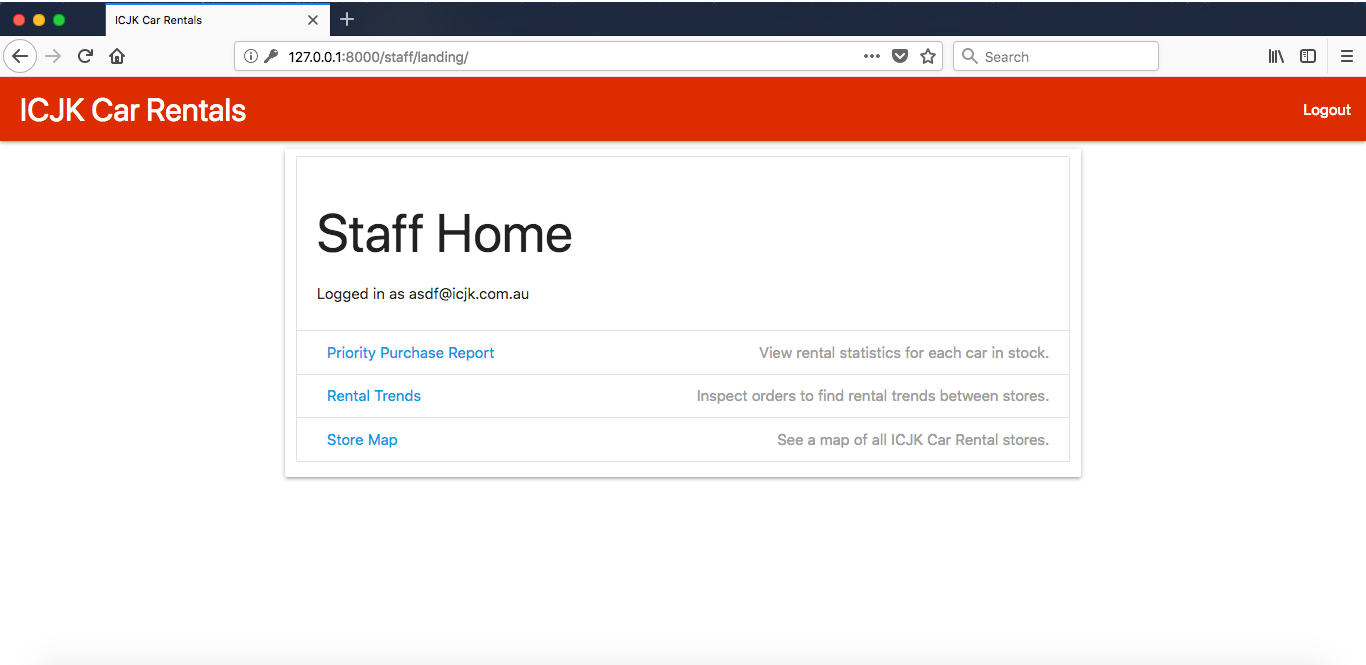 ICJK Car Rentals
127.0.0.1:8000/staff/landing/
Search
ICJK Car Rentals
Logout
Staff Home
Logged in as asdf@icjk.com.au
Priority Purchase Report
View rental statistics for each car in stock.
Rental Trends
Inspect orders to find rental trends between stores.
Store Map
See a map of all ICJK Car Rental stores.